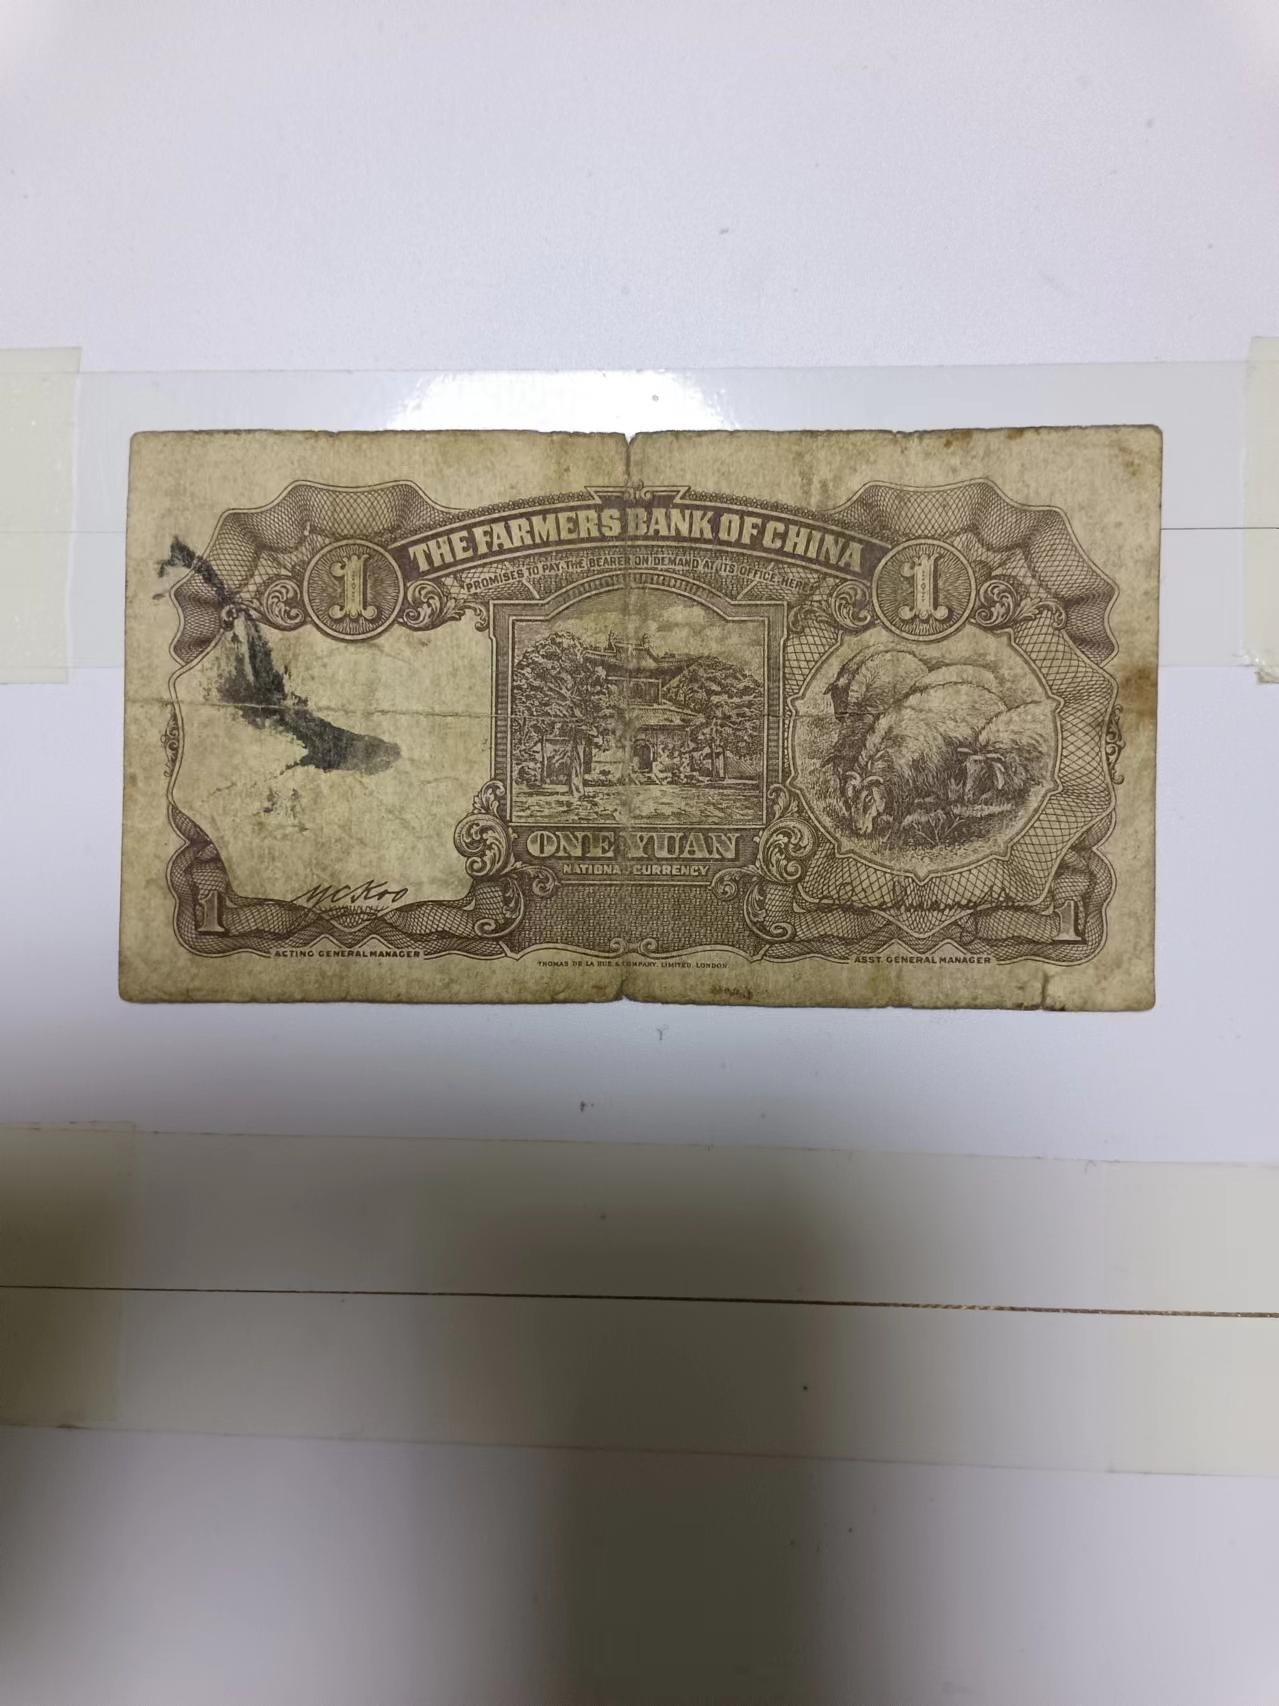 THE FARMERS BANK OF CHINA
PROMISES TO PAY THE BEARER ON DEMAND AT ITS OFFICE HERE
1 1
ONE YUAN
NATIONAL CURRENCY
Y C Koo
1 1
ACTING GENERAL MANAGER
THOMAS DE LA RUE & COMPANY, LIMITED, LONDON
ASST. GENERAL MANAGER